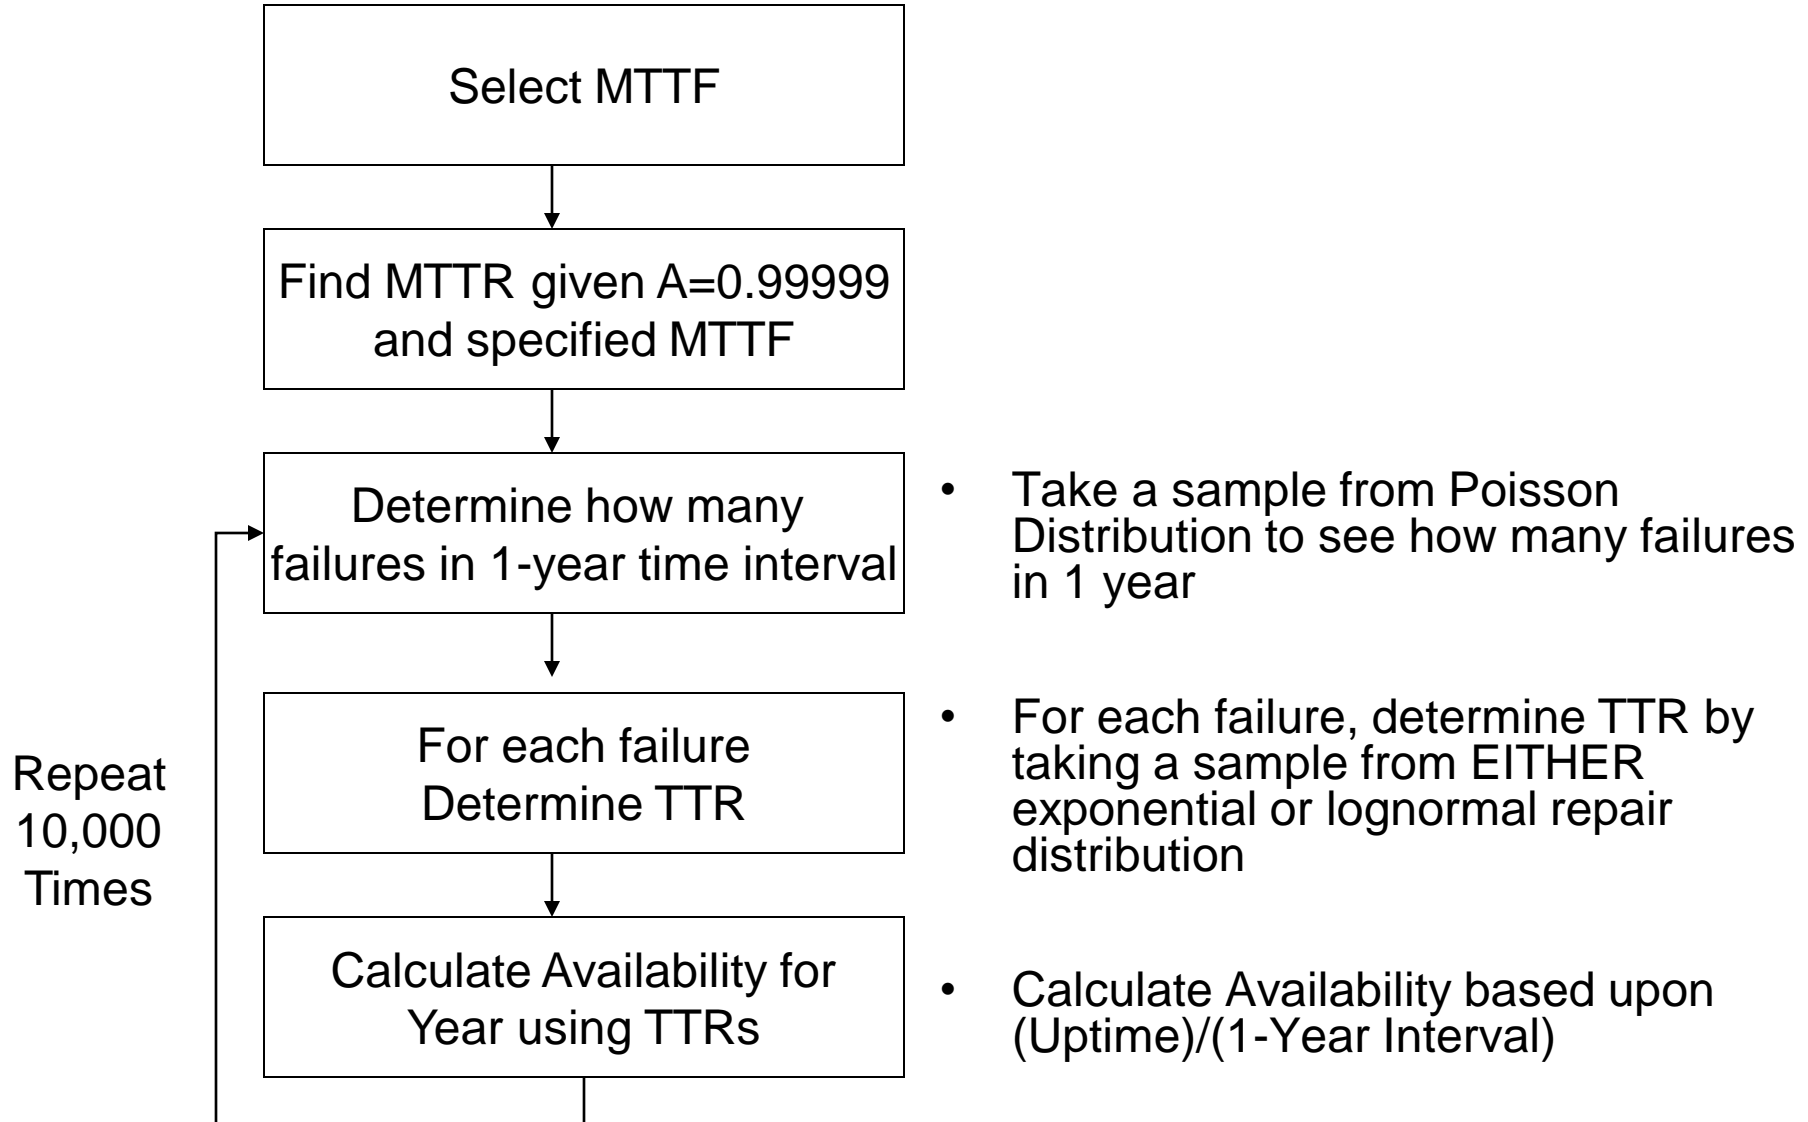 Select MTTF
Find MTTR given A=0.99999
and specified MTTF
Determine how many
failures in 1-year time interval
• Take a sample from Poisson
Distribution to see how many failures
in 1 year
For each failure
Determine TTR
• For each failure, determine TTR by
taking a sample from EITHER
exponential or lognormal repair
distribution
Repeat
10,000
Times
Calculate Availability for
Year using TTRs
• Calculate Availability based upon
(Uptime)/(1-Year Interval)